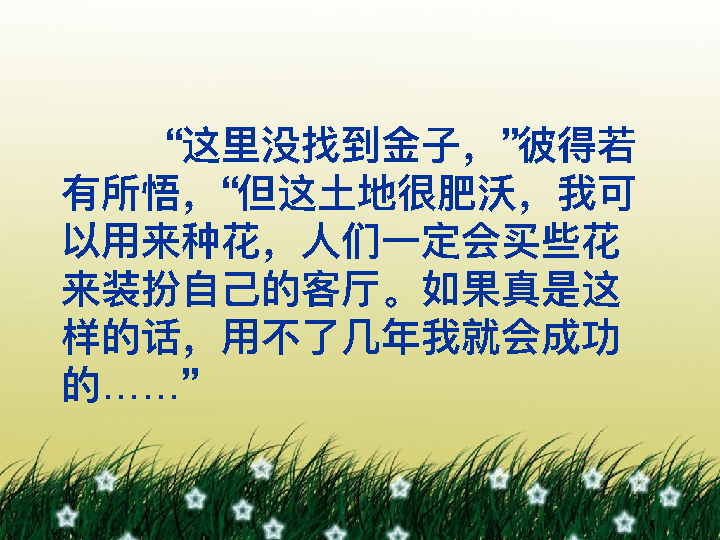 “这里没找到金子，”彼得若
有所悟，“但这土地很肥沃，我可
以用来种花，人们一定会买些花
来装扮自己的客厅。如果真是这
样的话，用不了几年我就会成功
的……”